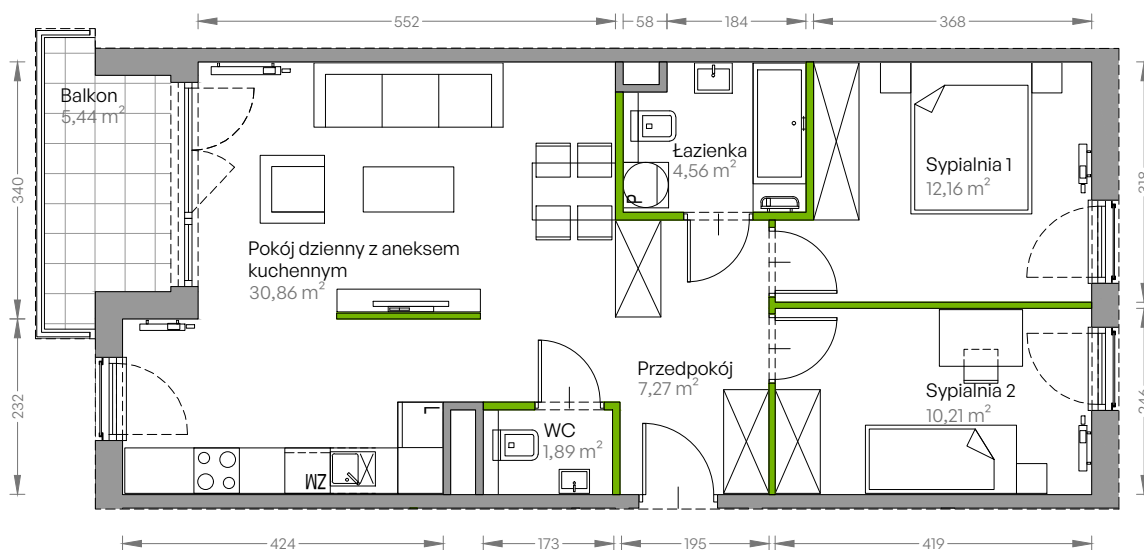 552
58
184
368
Balkon
5,44 m²
340
Łazienka
4,56 m²
P
Sypialnia 1
12,16 m²
318
Pokój dzienny z aneksem
kuchennym
30,86 m²
232
Przedpokój
7,27 m²
L
WC
1,89 m²
ZM
Sypialnia 2
10,21 m²
246
424
173
195
419